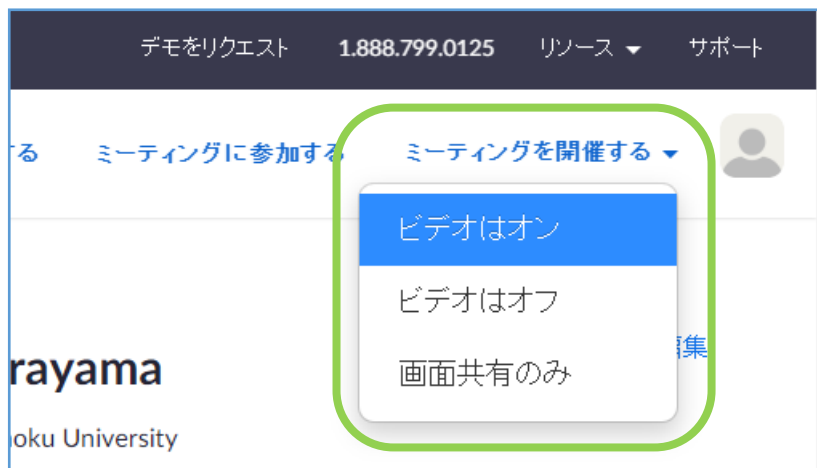 デモをリクエスト 1.888.799.0125 リソース サポート
る ミーティングに参加する ミーティングを開催する
ビデオはオン
ビデオはオフ
集
画面共有のみ
rayama
oku University